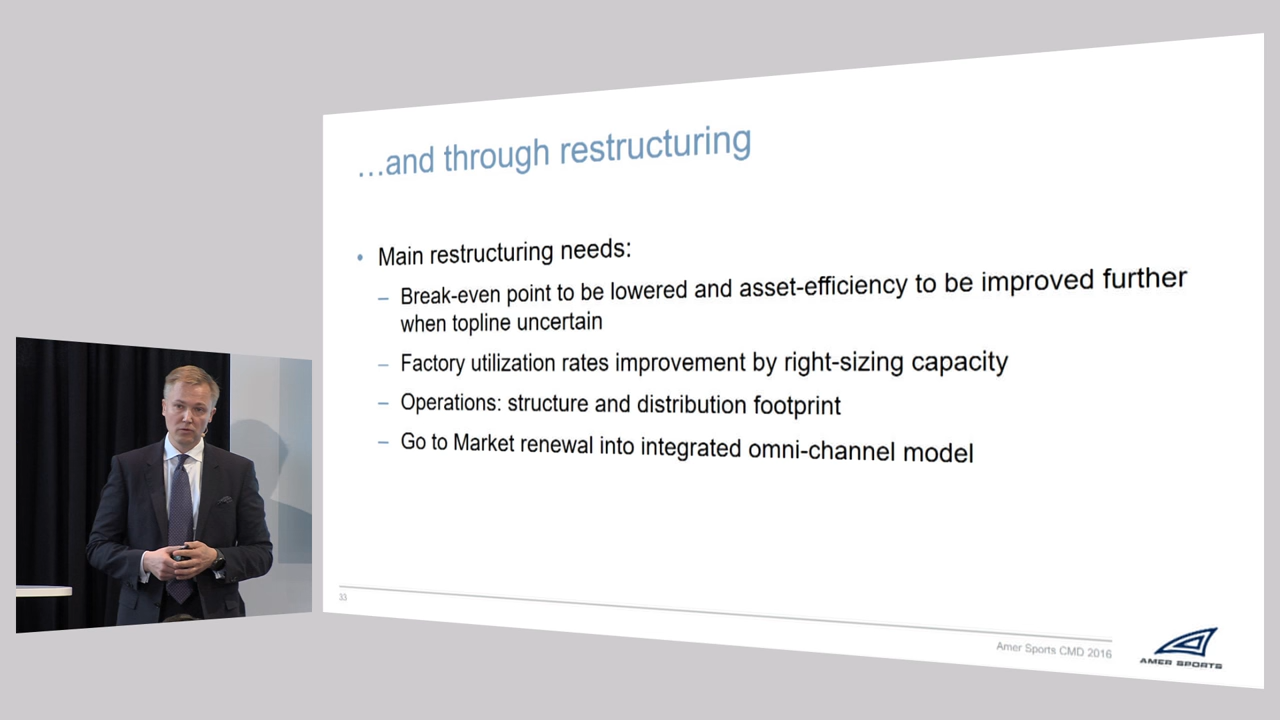 …and through restructuring
• Main restructuring needs:
– Break-even point to be lowered and asset-efficiency to be improved further
when topline uncertain
– Factory utilization rates improvement by right-sizing capacity
– Operations: structure and distribution footprint
– Go to Market renewal into integrated omni-channel model
33
Amer Sports CMD 2016
AMER SPORTS